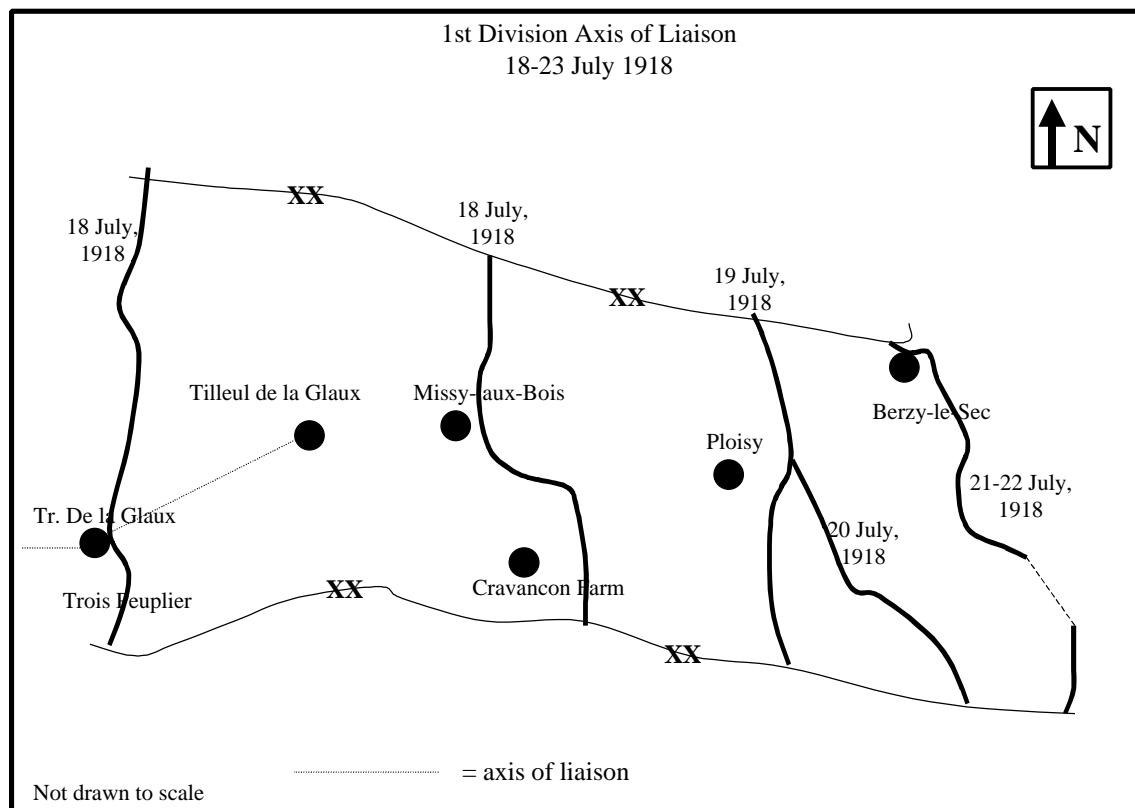 1st Division Axis of Liaison
18-23 July 1918
N
XX
18 July,
1918
18 July,
1918
XX
19 July,
1918
Tilleul de la Glaux
Missy-aux-Bois
Berzy-le-Sec
Ploisy
21-22 July,
1918
Tr. De la Glaux
20 July,
1918
Trois Peuplier
XX
Cravancon Farm
XX
= axis of liaison
Not drawn to scale